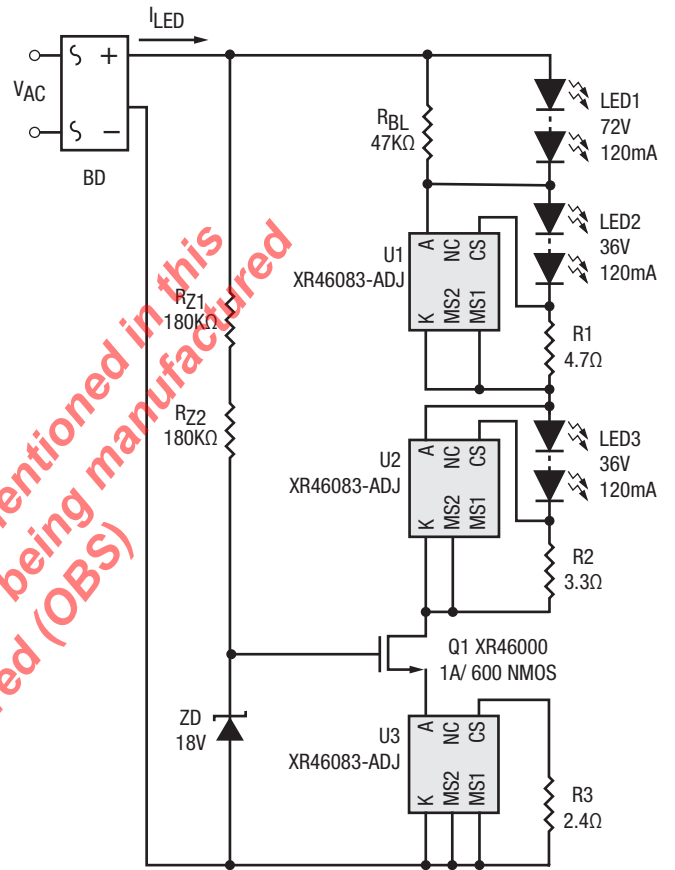 ILED
VAC
BD
RBL
47KΩ
LED1
72V
120mA
A NC CS
U1
XR46083-ADJ
K MS2 MS1
LED2
36V
120mA
R1
4.7Ω
RZ1
180KΩ
RZ2
180KΩ
A NC CS
U2
XR46083-ADJ
K MS2 MS1
LED3
36V
120mA
R2
3.3Ω
Q1 XR46000
1A/ 600 NMOS
ZD
18V
A NC CS
U3
XR46083-ADJ
K MS2 MS1
R3
2.4Ω
mentioned in this
being manufactured
(OBS)